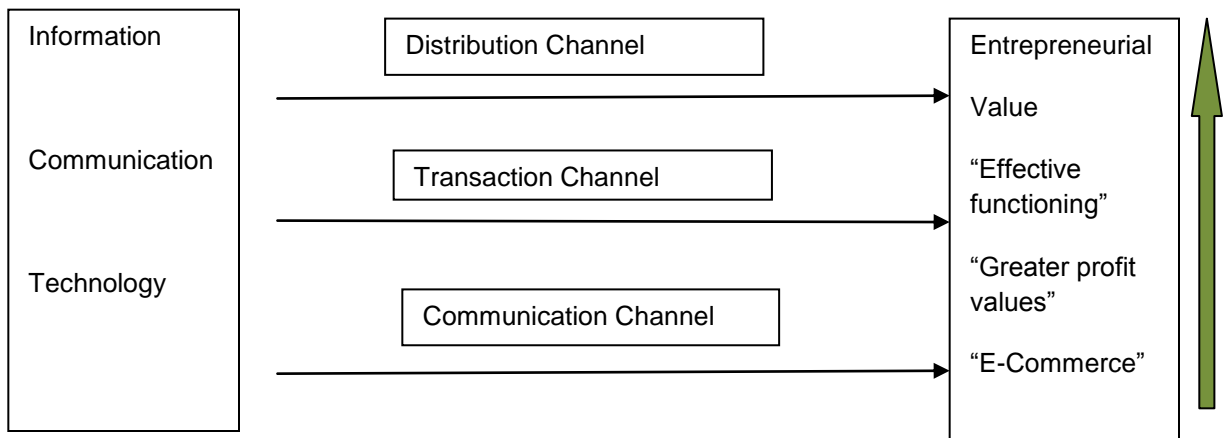 Information
Communication
Technology
Distribution Channel
Transaction Channel
Communication Channel
Entrepreneurial
Value
“Effective
functioning”
“Greater profit
values”
“E-Commerce”